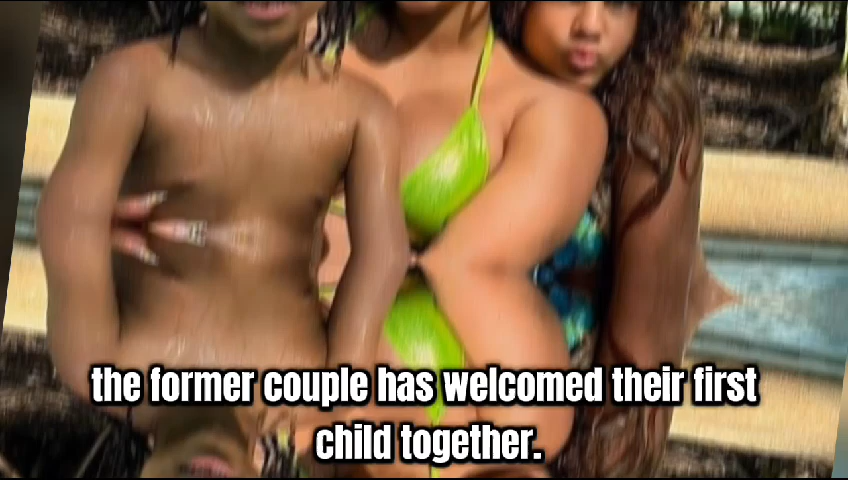 the former couple has welcomed their first
child together.